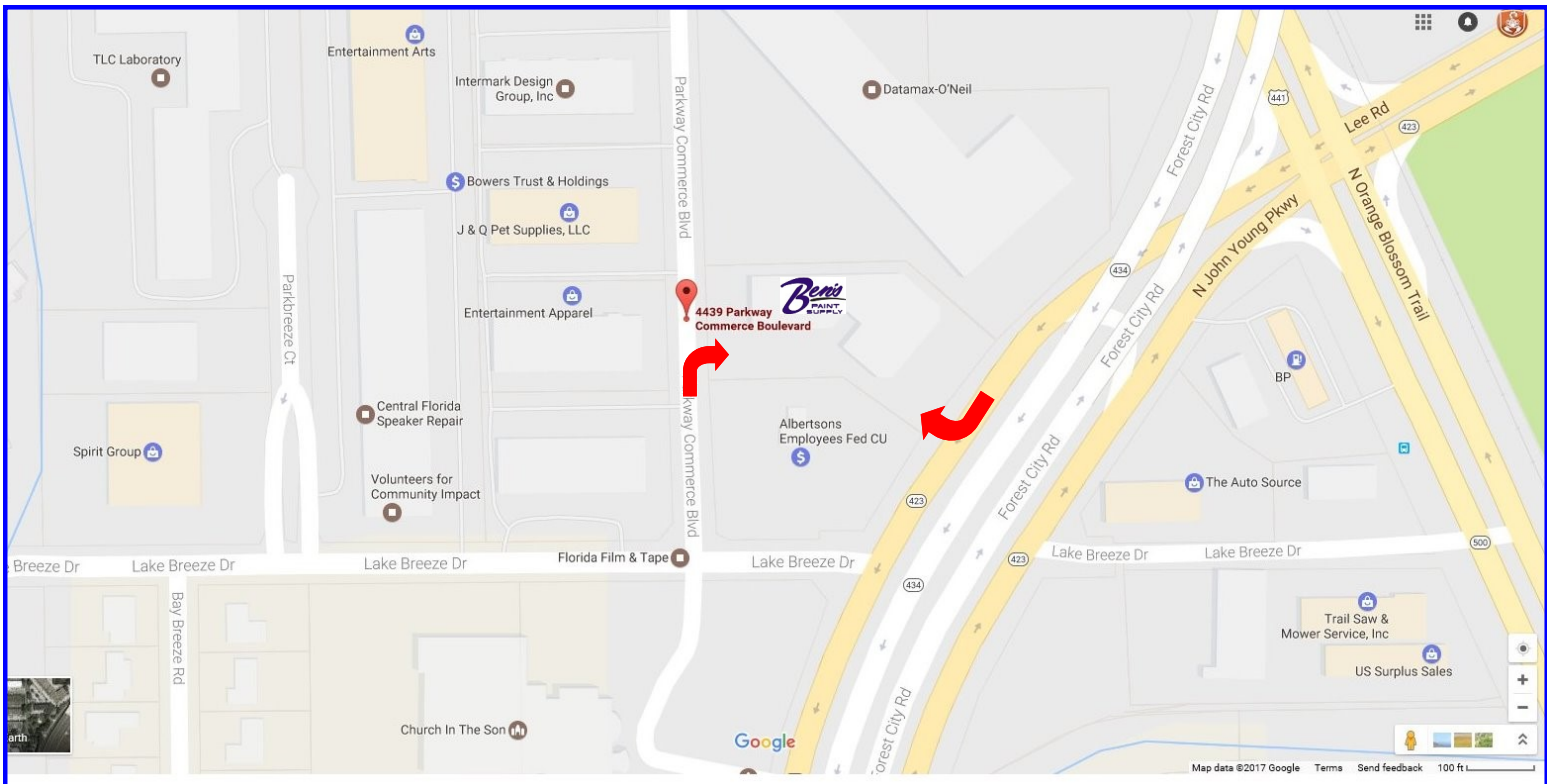 TLC Laboratory
Entertainment Arts
Intermark Design
Group, Inc
Parkway Commerce Blvd
Datamax-O'Neil
Forest City Rd
441
Lee Rd
423
Bowers Trust & Holdings
J & Q Pet Supplies, LLC
N John Young Pkwy
N Orange Blossom Trail
434
Parkbreeze Ct
Entertainment Apparel
4439 Parkway
Commerce Boulevard
Ben's
PAINT
SUPPLY
Forest City Rd
BP
Central Florida
Speaker Repair
kway Commerce Blvd
Albertsons
Employees Fed CU
Spirit Group
Volunteers for
Community Impact
423
Forest City Rd
The Auto Source
Breeze Dr
Lake Breeze Dr
Lake Breeze Dr
Florida Film & Tape
Lake Breeze Dr
423
Lake Breeze Dr
Lake Breeze Dr
500
434
Bay Breeze Rd
Trail Saw &
Mower Service, Inc
US Surplus Sales
Church In The Son
orest City Rd
arth
Google
Map data ©2017 Google
Terms
Send feedback
100 ft